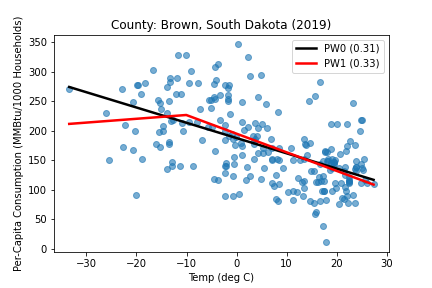 County: Brown, South Dakota (2019)
Per-Capita Consumption (MMBtu/1000 Households)
350
300
250
200
150
100
50
0
PW0 (0.31)
PW1 (0.33)
−30 −20 −10 0 10 20 30
Temp (deg C)